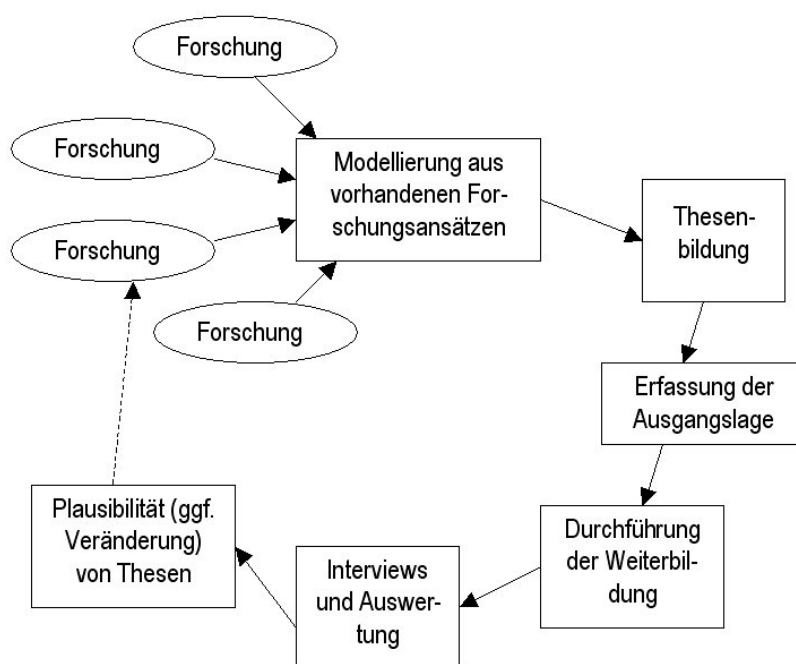 Forschung
Forschung
Modellierung aus
vorhandenen For-
schungsansätzen
Thesen-
bildung
Forschung
Forschung
Erfassung der
Ausgangslage
Durchführung
der Weiterbil-
dung
Interviews
und Auswer-
tung
Plausibilität (ggf.
Veränderung)
von Thesen